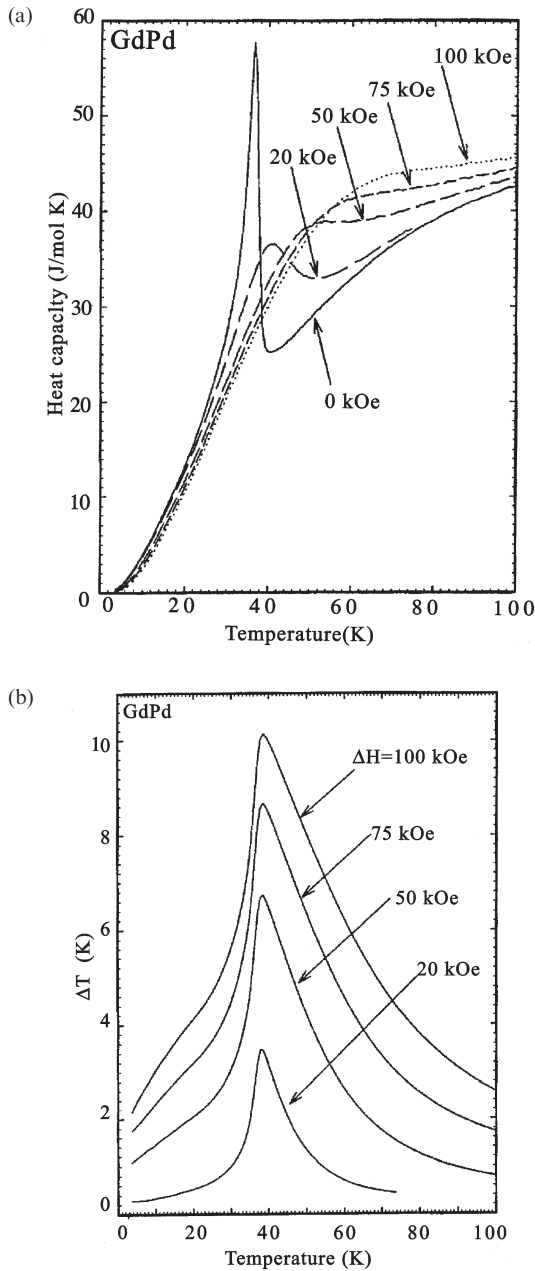 (a)
GdPd
60
50
40
30
20
10
0
Heat capaclty (J/mol K)
100 kOe
75 kOe
50 kOe
20 kOe
0 kOe
20 40 60 80 100
Temperature(K)
(b)
GdPd
10
8
6
4
2
0
ΔT (K)
ΔH=100 kOe
75 kOe
50 kOe
20 kOe
0 20 40 60 80 100
Temperature (K)